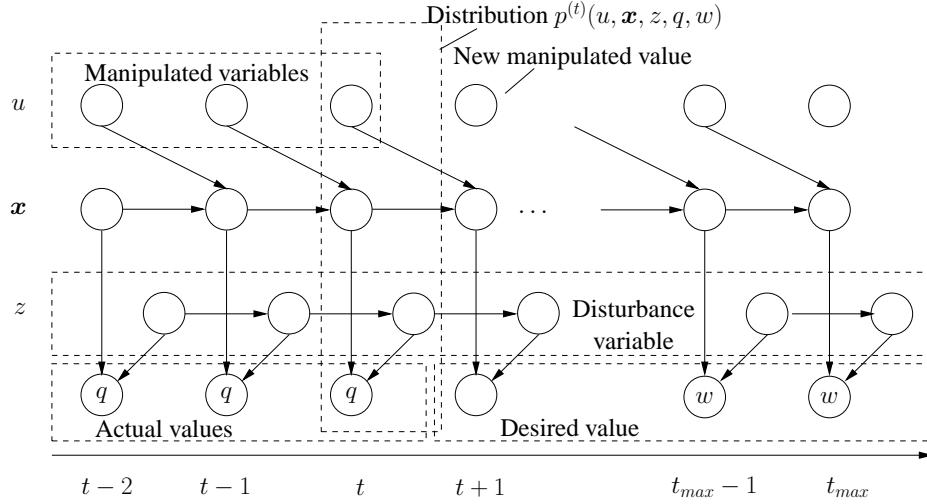 Distribution $p^{(t)}(u, \boldsymbol{x}, z, q, w)$
Manipulated variables
New manipulated value
u
x
...
z
Disturbance
variable
q q q w w
Actual values
Desired value
t − 2 t − 1 t t + 1 $t_{max} − 1$ $t_{max}$